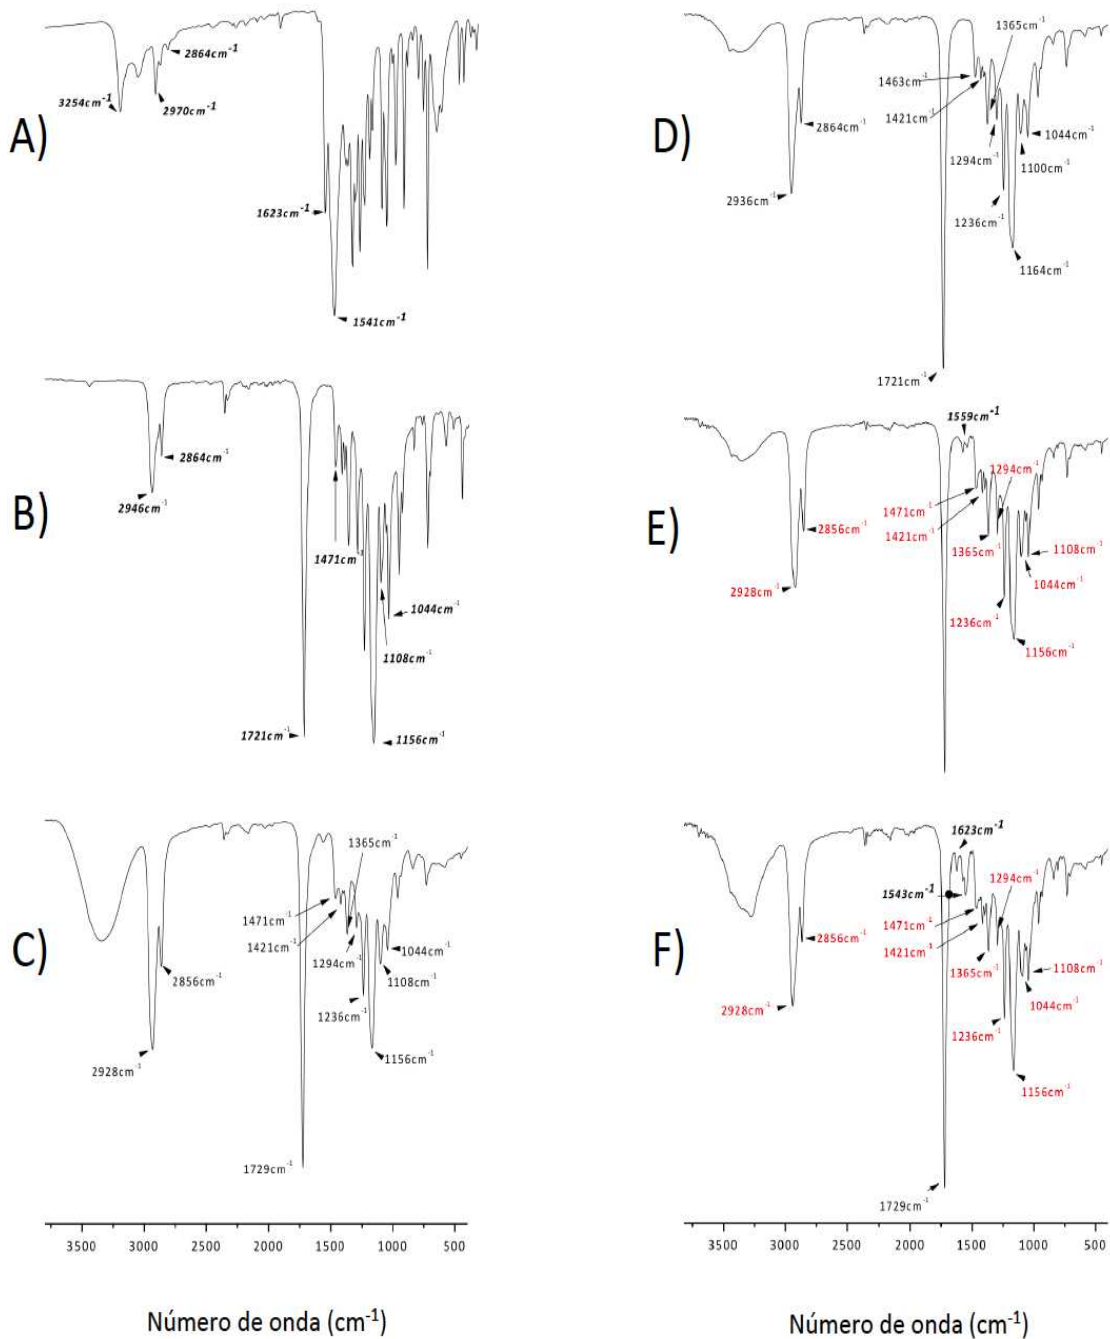 A)
2864cm⁻¹
3254cm⁻¹
2970cm⁻¹
1623cm⁻¹
1541cm⁻¹
B)
2864cm⁻¹
2946cm⁻¹
1471cm⁻¹
1044cm⁻¹
1108cm⁻¹
1721cm⁻¹
1156cm⁻¹
C)
1365cm⁻¹
1471cm⁻¹
1421cm⁻¹
1044cm⁻¹
1294cm⁻¹
2856cm⁻¹
1108cm⁻¹
1236cm⁻¹
1156cm⁻¹
2928cm⁻¹
1729cm⁻¹
3500 3000 2500 2000 1500 1000 500
Número de onda (cm⁻¹)
D)
1365cm⁻¹
1463cm⁻¹
1421cm⁻¹
2864cm⁻¹
1044cm⁻¹
1294cm⁻¹
1100cm⁻¹
2936cm⁻¹
1236cm⁻¹
1164cm⁻¹
1721cm⁻¹
E)
1559cm⁻¹
1294cm⁻¹
1471cm⁻¹
2856cm⁻¹
1421cm⁻¹
1365cm⁻¹
1108cm⁻¹
1044cm⁻¹
2928cm⁻¹
1236cm⁻¹
1156cm⁻¹
F)
1623cm⁻¹
1294cm⁻¹
1543cm⁻¹
1471cm⁻¹
2856cm⁻¹
1421cm⁻¹
1365cm⁻¹
1108cm⁻¹
1044cm⁻¹
2928cm⁻¹
1236cm⁻¹
1156cm⁻¹
1729cm⁻¹
3500 3000 2500 2000 1500 1000 500
Número de onda (cm⁻¹)